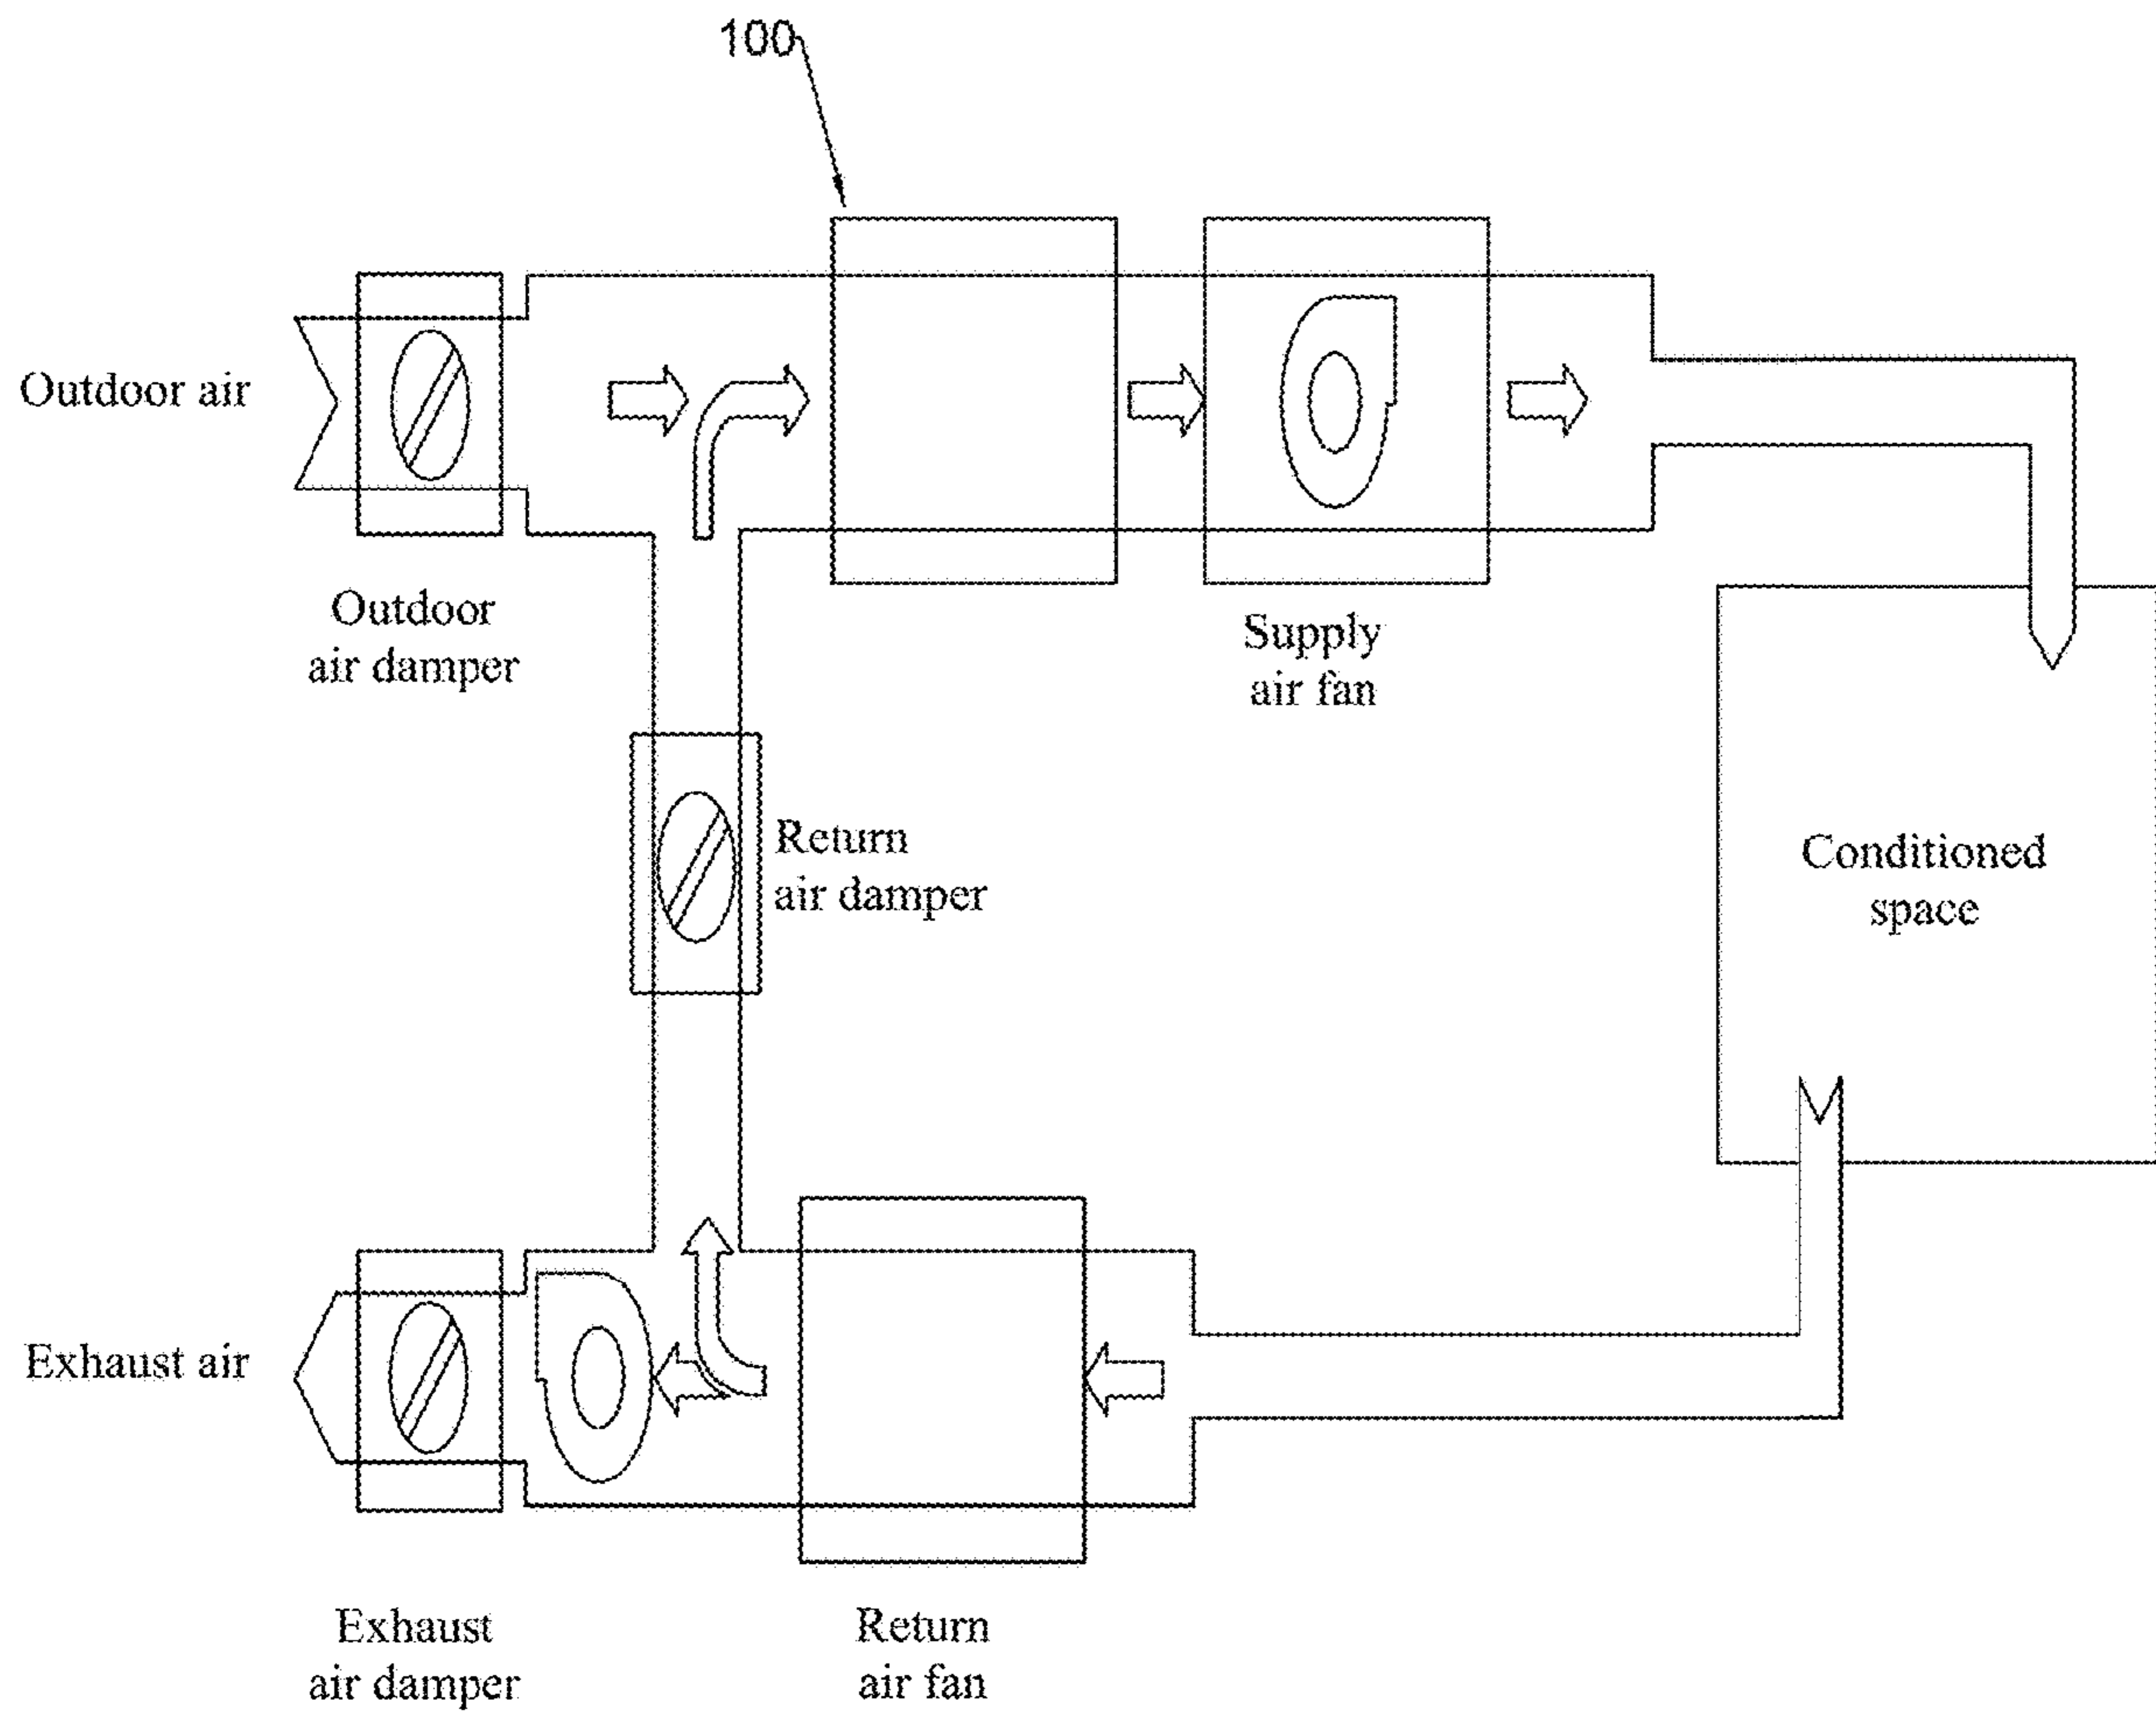 100
Outdoor air
Outdoor
air damper
Supply
air fan
Return
air damper
Conditioned
space
Exhaust air
Exhaust
air damper
Return
air fan